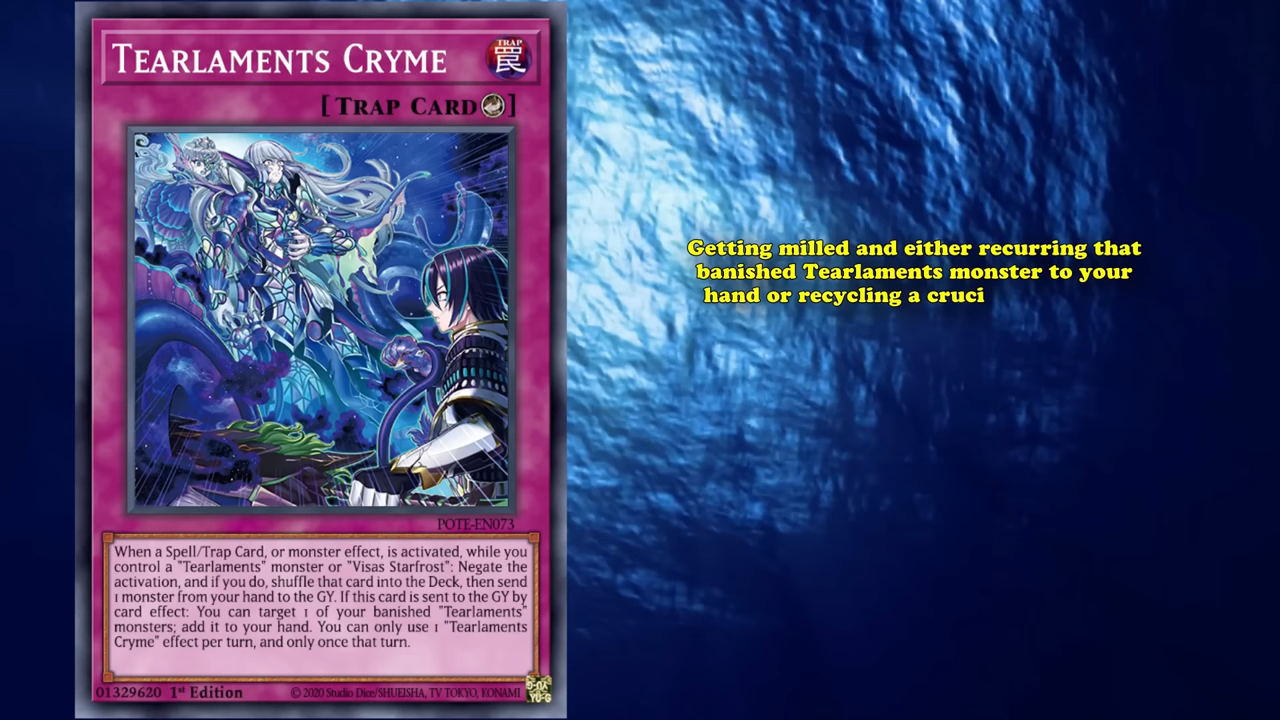 TEARLAMENTS CRYME
TRAP
罠
[TRAP CARD]
POTE-EN073
When a Spell/Trap Card, or monster effect, is activated, while you
control a "Tearlaments" monster or "Visas Starfrost": Negate the
activation, and if you do, shuffle that card into the Deck, then send
1 monster from your hand to the GY. If this card is sent to the GY by
card effect: You can target 1 of your banished "Tearlaments"
monsters; add it to your hand. You can only use 1 "Tearlaments
Cryme" effect per turn, and only once that turn.
01329620 1st Edition ©2020 Studio Dice/SHUEISHA, TV TOKYO, KONAMI
Getting milled and either recurring that
banished Tearlaments monster to your
hand or recycling a cruci